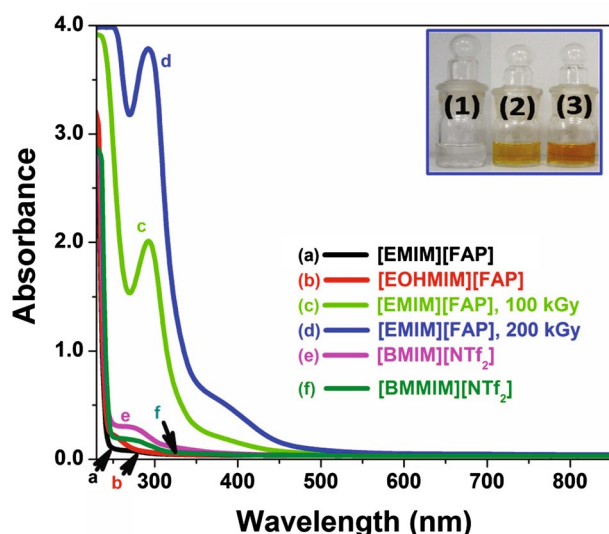 4.0
3.0
2.0
1.0
0.0
Absorbance
300 400 500 600 700 800
Wavelength (nm)
(1) (2) (3)
d
c
e
f
a
b
(a) [EMIM][FAP]
(b) [EOHMIM][FAP]
(c) [EMIM][FAP], 100 kGy
(d) [EMIM][FAP], 200 kGy
(e) [BMIM][NTf₂]
(f) [BMMIM][NTf₂]